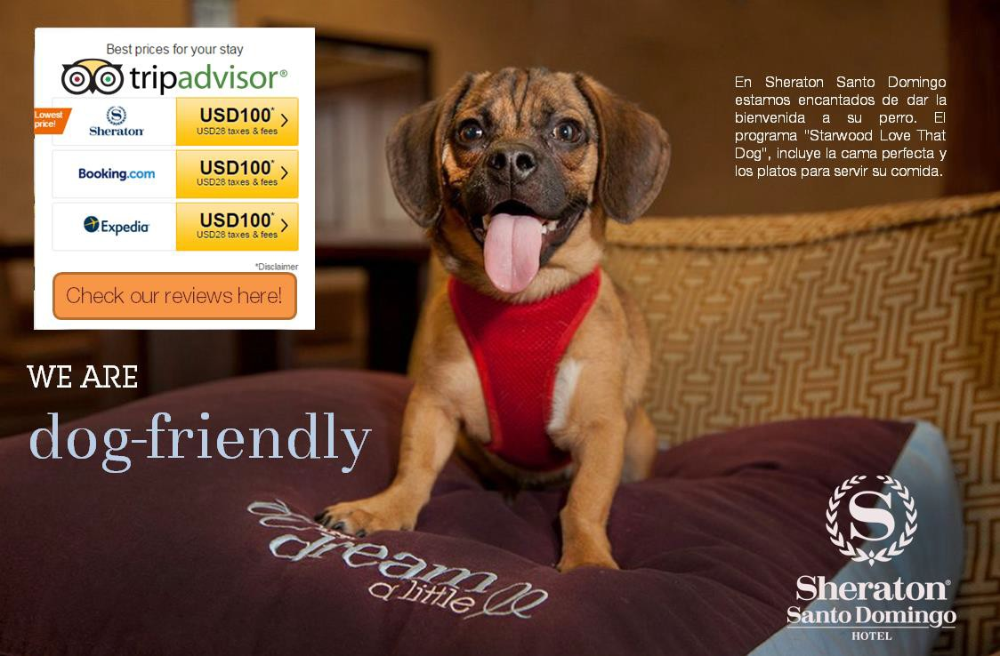 Best prices for your stay
tripadvisor®
Lowest
price!
Sheraton
USD100*
USD28 taxes & fees
Booking.com
USD100*
USD28 taxes & fees
Expedia
USD100*
USD28 taxes & fees
*Disclaimer
Check our reviews here!
En Sheraton Santo Domingo
estamos encantados de dar la
bienvenida a su perro. El
programa "Starwood Love That
Dog", incluye la cama perfecta y
los platos para servir su comida.
WE ARE
dog-friendly
dream
a little
S
Sheraton®
Santo Domingo
HOTEL